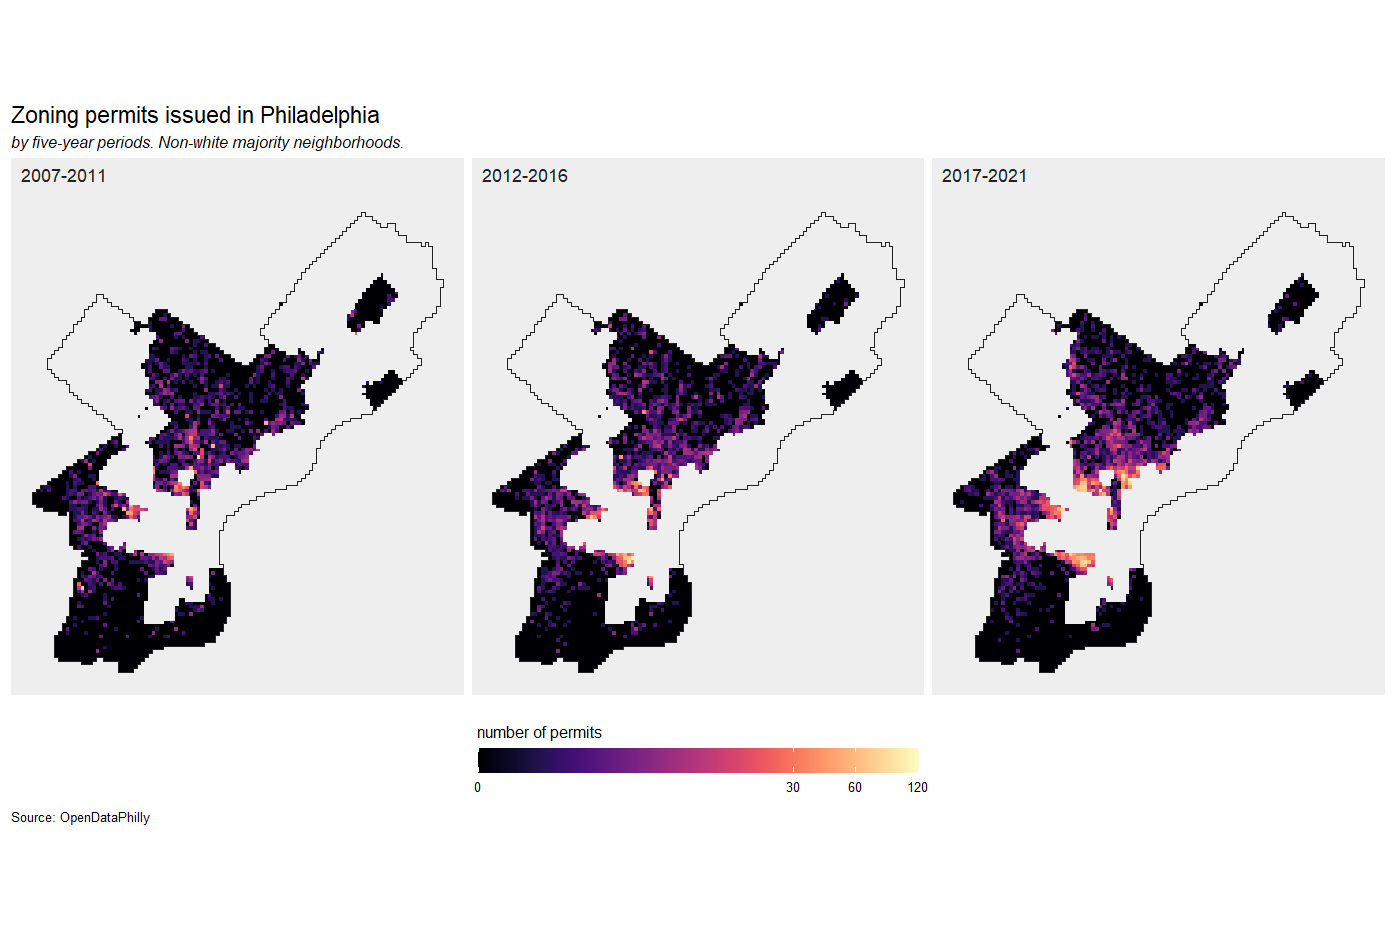 Zoning permits issued in Philadelphia
by five-year periods. Non-white majority neighborhoods.
2007-2011
2012-2016
2017-2021
number of permits
0
30
60
120
Source: OpenDataPhilly